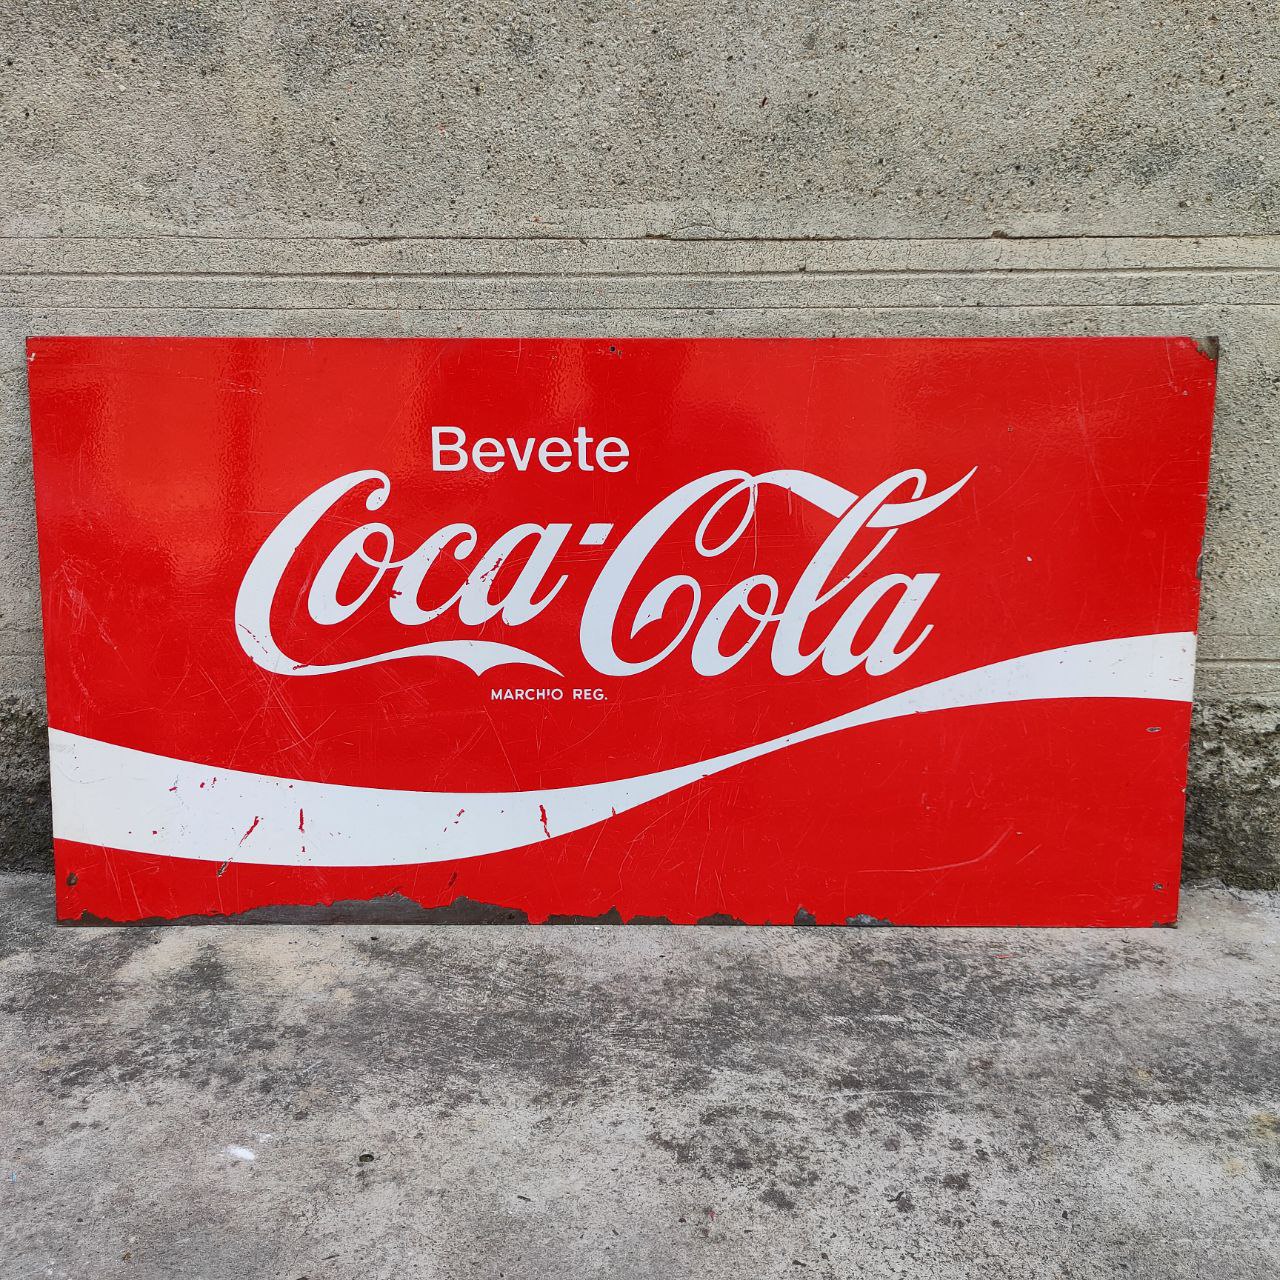 Bevete
Coca-Cola
MARCHIO REG.